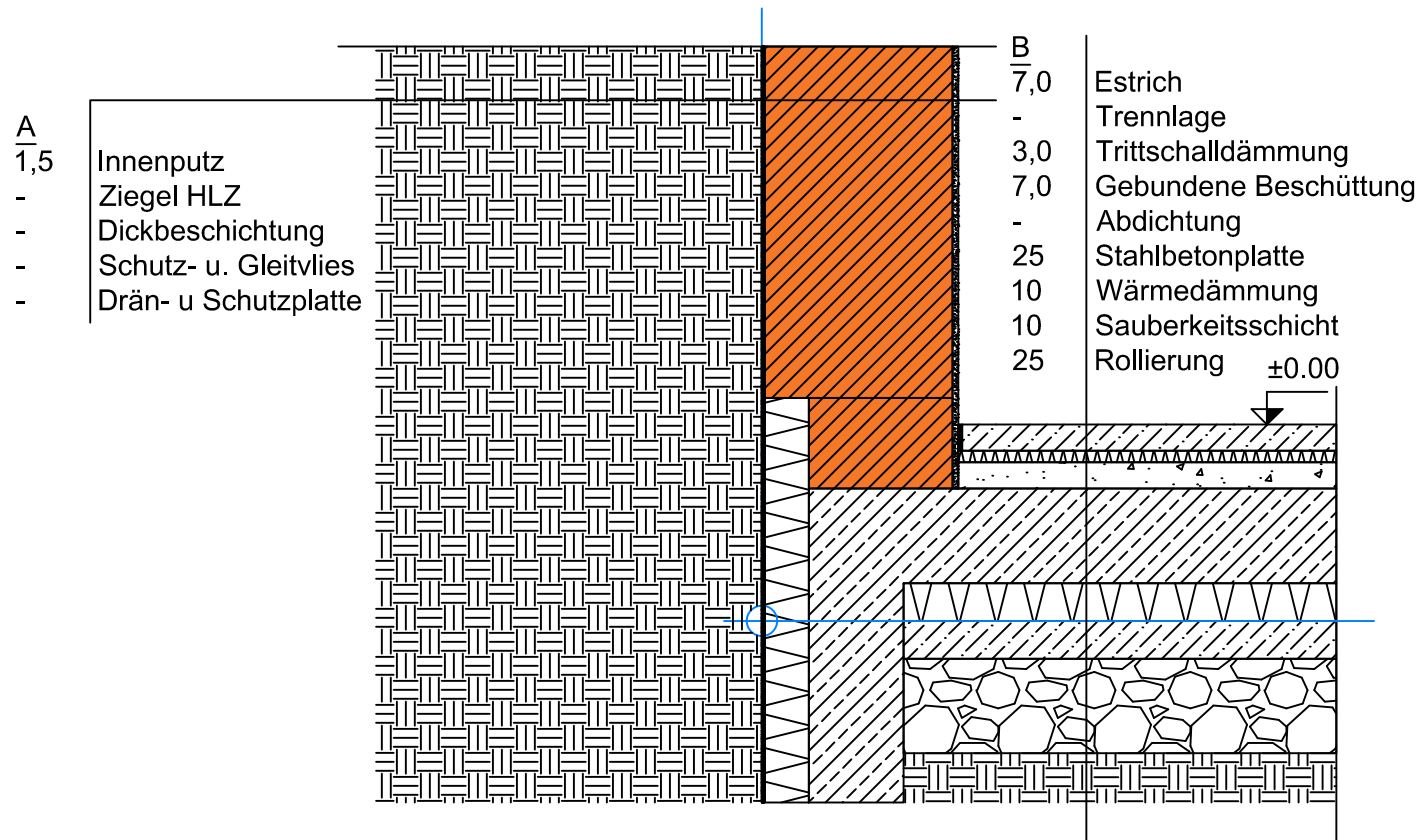 A
1,5 Innenputz
- Ziegel HLZ
- Dickbeschichtung
- Schutz- u. Gleitvlies
- Drän- u Schutzplatte
B
7,0 Estrich
- Trennlage
3,0 Trittschalldämmung
7,0 Gebundene Beschüttung
- Abdichtung
25 Stahlbetonplatte
10 Wärmedämmung
10 Sauberkeitsschicht
25 Rollierung
±0.00